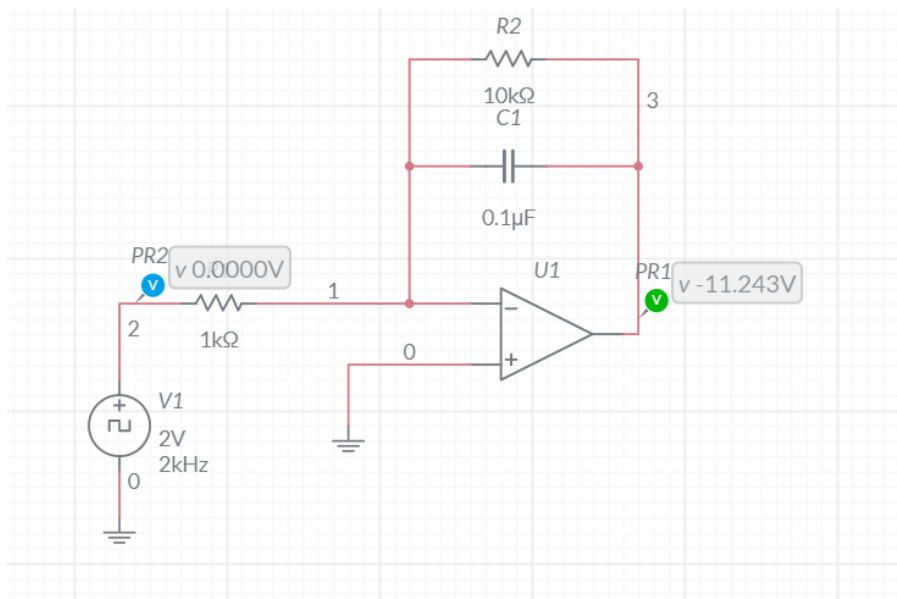 R2
10kΩ
3
C1
0.1µF
PR2
v 0.0000V
V
1
U1
PR1
v -11.243V
V
2
1kΩ
−
0
+
V1
+
2V
2kHz
0